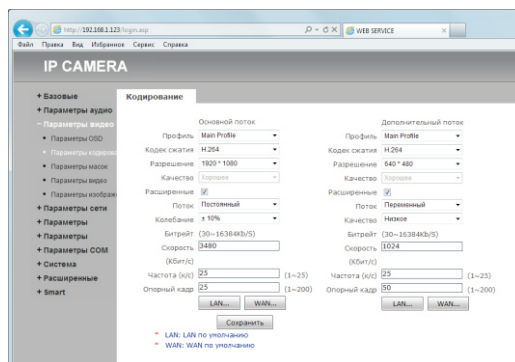 http://192.168.1.123/login.asp
WEB SERVICE
Файл Правка Вид Избранное Сервис Справка
IP CAMERA
+ Базовые
+ Параметры аудио
− Параметры видео
• Параметры OSD
• Параметры кодирова
• Параметры масок
• Параметры видео
• Параметры изображ
+ Параметры сети
+ Параметры
+ Параметры
+ Параметры COM
+ Система
+ Расширенные
+ Smart
Кодирование
Основной поток
Профиль Main Profile
Кодек сжатия H.264
Разрешение 1920 * 1080
Качество Хорошее
Расширенные
Поток Постоянный
Колебание ± 10%
Битрейт (30~16384Kb/S)
Скорость 3480
(Кбит/с)
Частота (к/с) 25 (1~25)
Опорный кадр 25 (1~200)
LAN... WAN...
Дополнительный поток
Профиль Main Profile
Кодек сжатия H.264
Разрешение 640 * 480
Качество Хорошее
Расширенные
Поток Переменный
Качество Низкое
Битрейт (30~16384Kb/S)
Скорость 1024
(Кбит/с)
Частота (к/с) 25 (1~25)
Опорный кадр 50 (1~200)
LAN... WAN...
Сохранить
* LAN: LAN по умолчанию
* WAN: WAN по умолчанию